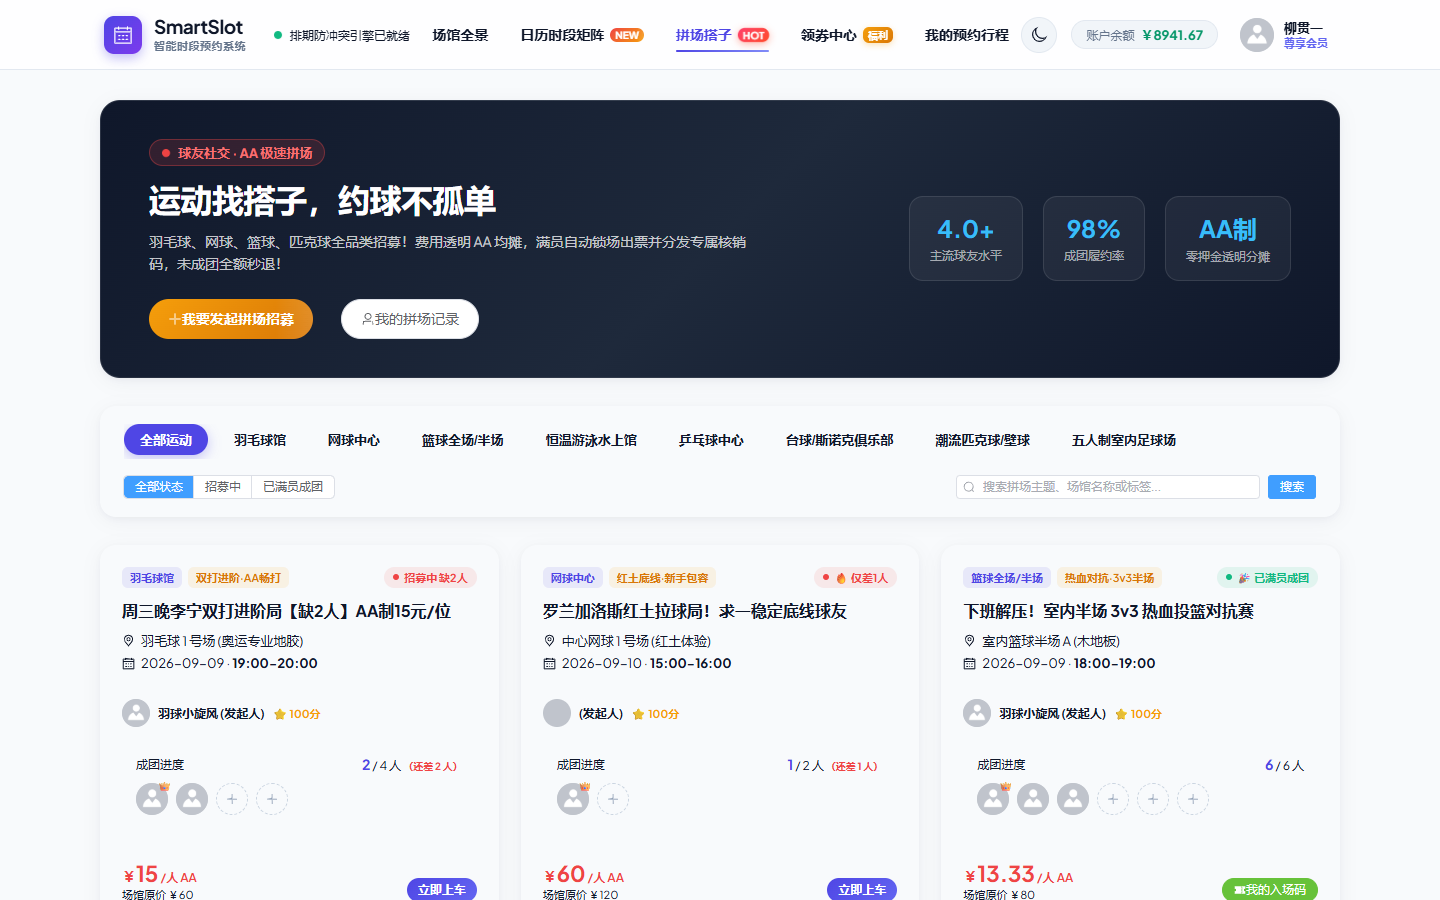 SmartSlot
智能时段预约系统
排期防冲突引擎已就绪
场馆全景
日历时段矩阵 NEW
拼场搭子 HOT
领券中心 福利
我的预约行程
账户余额 ¥8941.67
柳贯一
尊享会员
球友社交 · AA 极速拼场
运动找搭子，约球不孤单
羽毛球、网球、篮球、匹克球全品类招募！费用透明 AA 均摊，满员自动锁场出票并分发专属核销
码，未成团全额秒退！
+我要发起拼场招募
我的拼场记录
4.0+
主流球友水平
98%
成团履约率
AA制
零押金透明分摊
全部运动
羽毛球馆
网球中心
篮球全场/半场
恒温游泳水上馆
乒乓球中心
台球/斯诺克俱乐部
潮流匹克球/壁球
五人制室内足球场
全部状态
招募中
已满员成团
搜索拼场主题、场馆名称或标签...
搜索
羽毛球馆
双打进阶·AA畅打
招募中 缺2人
周三晚李宁双打进阶局【缺2人】AA制15元/位
羽毛球 1 号场 (奥运专业地胶)
2026-09-09 · 19:00-20:00
羽球小旋风 (发起人) ⭐ 100分
成团进度
2 / 4 人 (还差 2 人)
¥15 /人 AA
场馆原价 ¥60
立即上车
网球中心
红土底线·新手包容
🔥 仅差1人
罗兰加洛斯红土拉球局！求一稳定底线球友
中心网球 1 号场 (红土体验)
2026-09-10 · 15:00-16:00
(发起人) ⭐ 100分
成团进度
1 / 2 人 (还差 1 人)
¥60 /人 AA
场馆原价 ¥120
立即上车
篮球全场/半场
热血对抗·3v3半场
🎉 已满员成团
下班解压！室内半场 3v3 热血投篮对抗赛
室内篮球半场 A (木地板)
2026-09-09 · 18:00-19:00
羽球小旋风 (发起人) ⭐ 100分
成团进度
6 / 6 人
¥13.33 /人 AA
场馆原价 ¥80
我的入场码